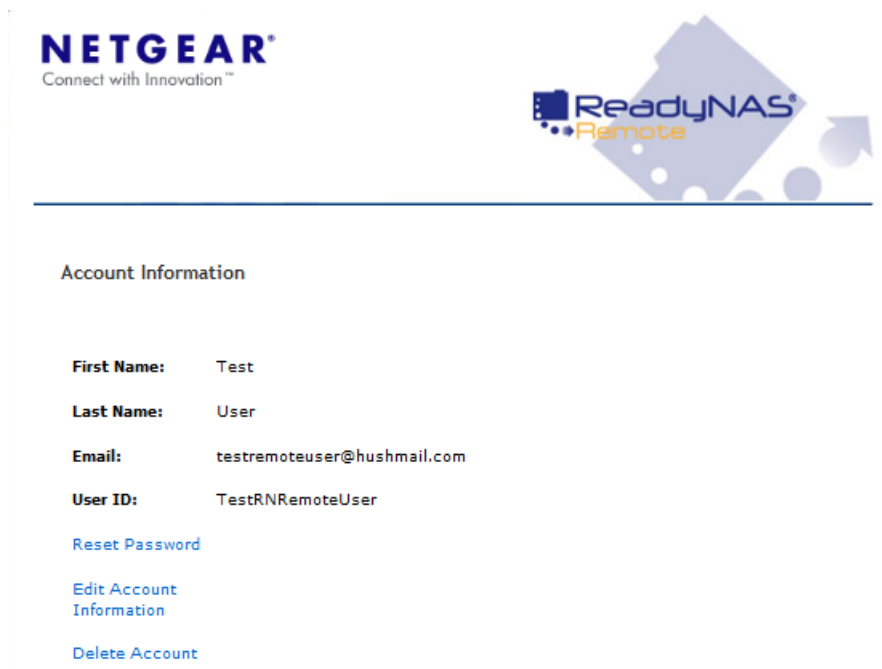 NETGEAR®
Connect with Innovation™
ReadyNAS®
Remote
Account Information
First Name: Test
Last Name: User
Email: testremoteuser@hushmail.com
User ID: TestRNRemoteUser
Reset Password
Edit Account
Information
Delete Account